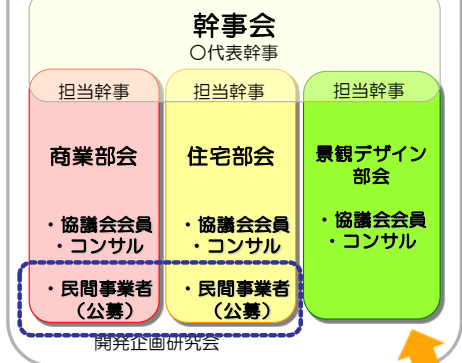 幹事会
〇代表幹事
担当幹事
担当幹事
担当幹事
商業部会
・協議会会員
・コンサル
・民間事業者
（公募）
住宅部会
・協議会会員
・コンサル
・民間事業者
（公募）
景観デザイン
部会
・協議会会員
・コンサル
開発企画研究会